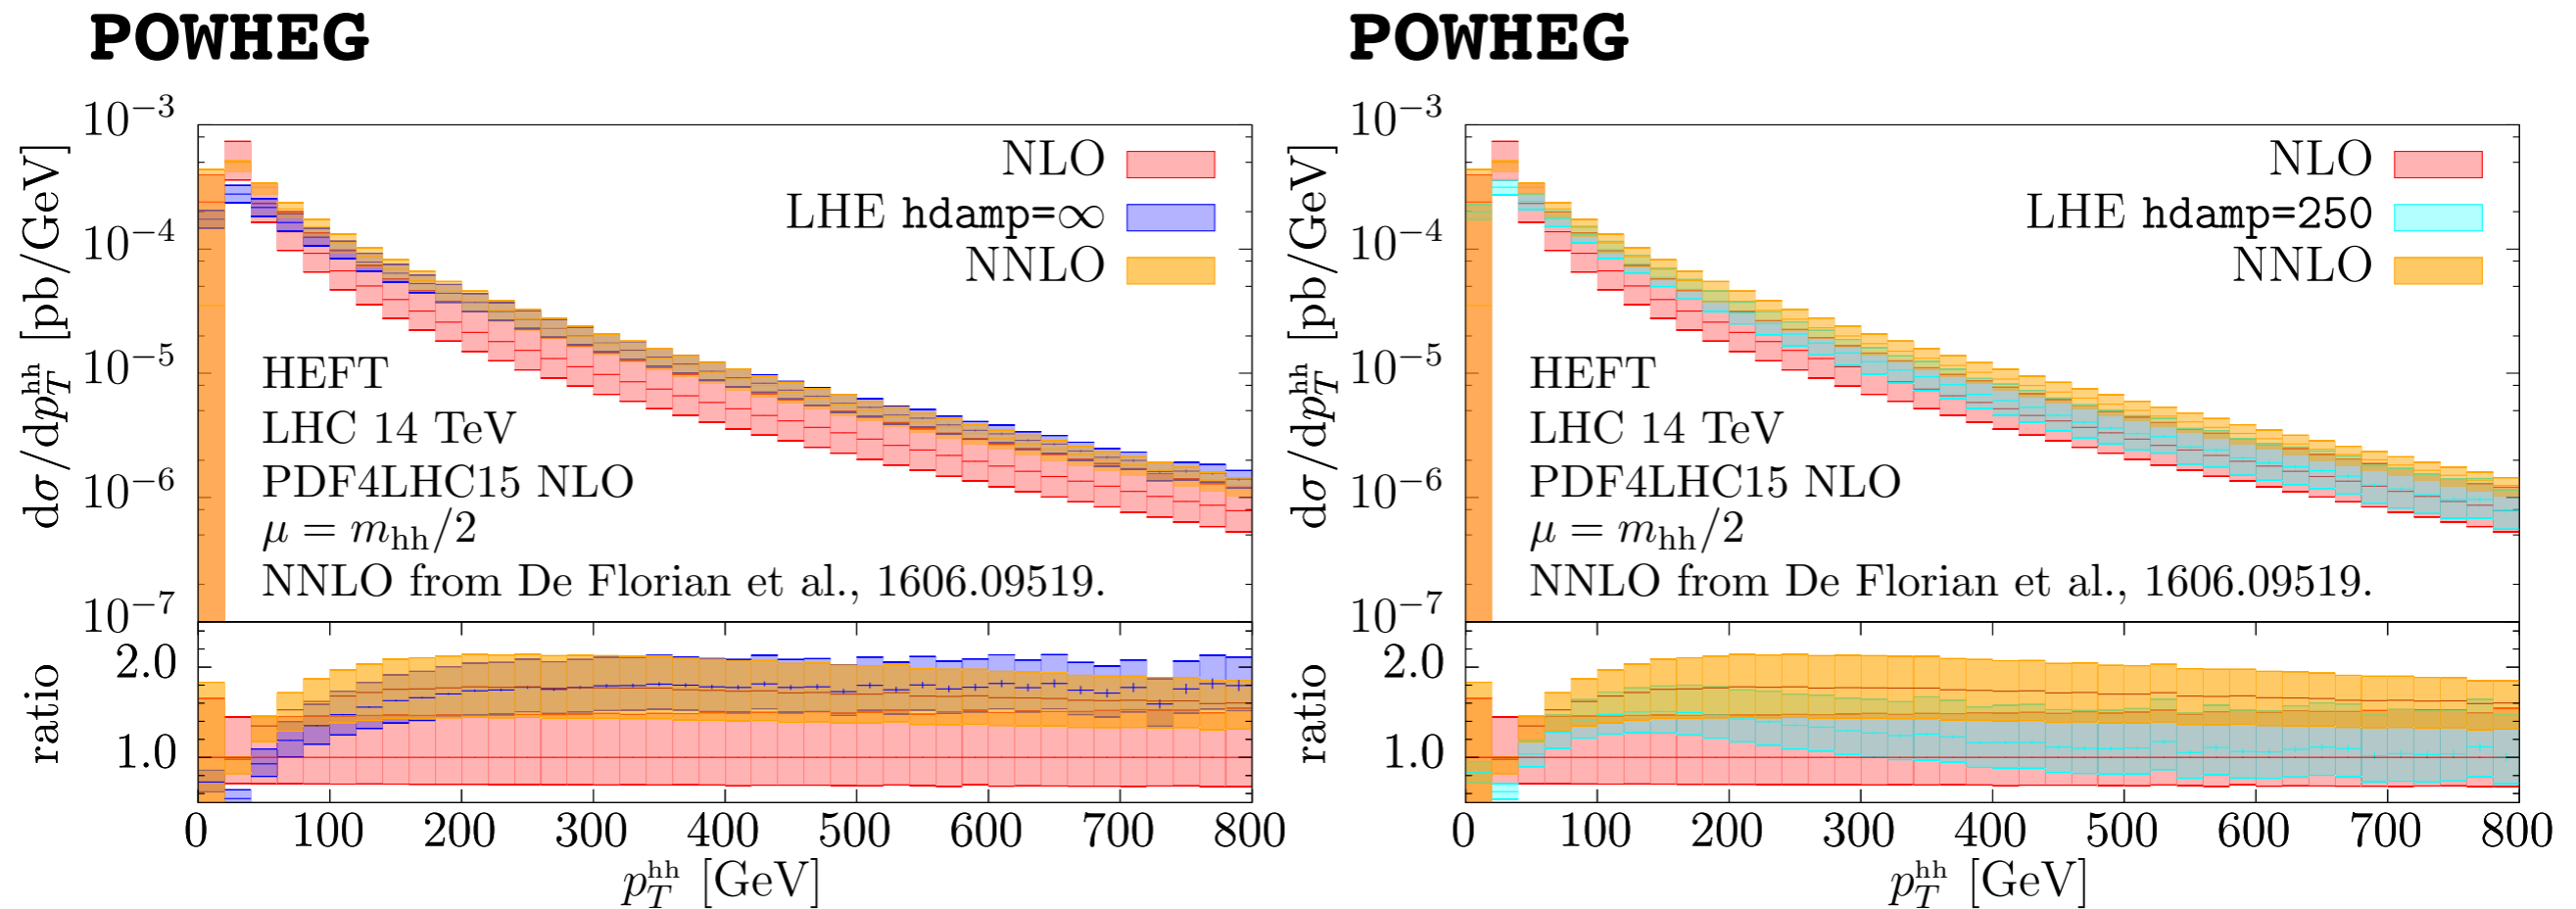 POWHEG
10−3
10−4
10−5
10−6
10−7
dσ/dp_T^hh [pb/GeV]
NLO
LHE hdamp=∞
NNLO
HEFT
LHC 14 TeV
PDF4LHC15 NLO
μ = m_hh/2
NNLO from De Florian et al., 1606.09519.
ratio
2.0
1.0
0 100 200 300 400 500 600 700 800
p_T^hh [GeV]
POWHEG
10−3
10−4
10−5
10−6
10−7
dσ/dp_T^hh [pb/GeV]
NLO
LHE hdamp=250
NNLO
HEFT
LHC 14 TeV
PDF4LHC15 NLO
μ = m_hh/2
NNLO from De Florian et al., 1606.09519.
ratio
2.0
1.0
0 100 200 300 400 500 600 700 800
p_T^hh [GeV]